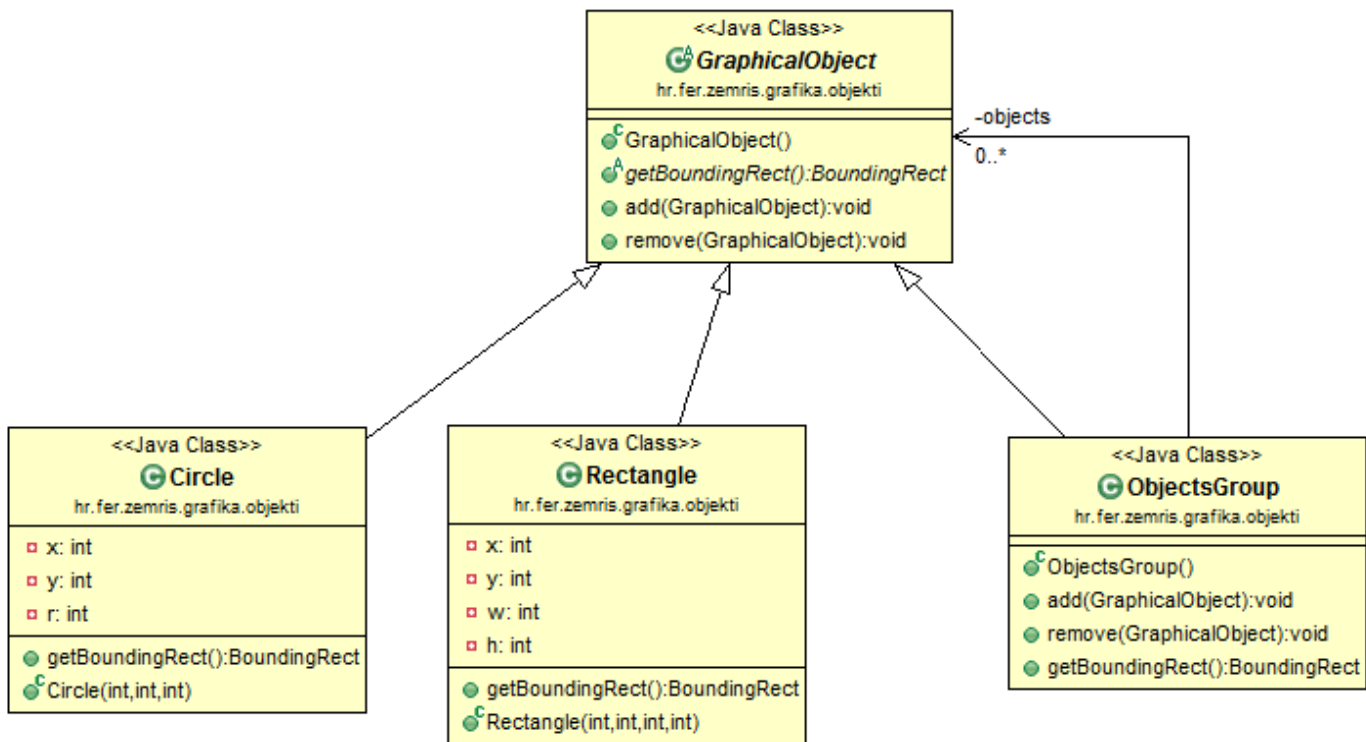 <<Java Class>>
GraphicalObject
hr.fer.zemris.grafika.objekti
GraphicalObject()
getBoundingRect():BoundingRect
add(GraphicalObject):void
remove(GraphicalObject):void
-objects
0..*
<<Java Class>>
Circle
hr.fer.zemris.grafika.objekti
x: int
y: int
r: int
getBoundingRect():BoundingRect
Circle(int,int,int)
<<Java Class>>
Rectangle
hr.fer.zemris.grafika.objekti
x: int
y: int
w: int
h: int
getBoundingRect():BoundingRect
Rectangle(int,int,int,int)
<<Java Class>>
ObjectsGroup
hr.fer.zemris.grafika.objekti
ObjectsGroup()
add(GraphicalObject):void
remove(GraphicalObject):void
getBoundingRect():BoundingRect